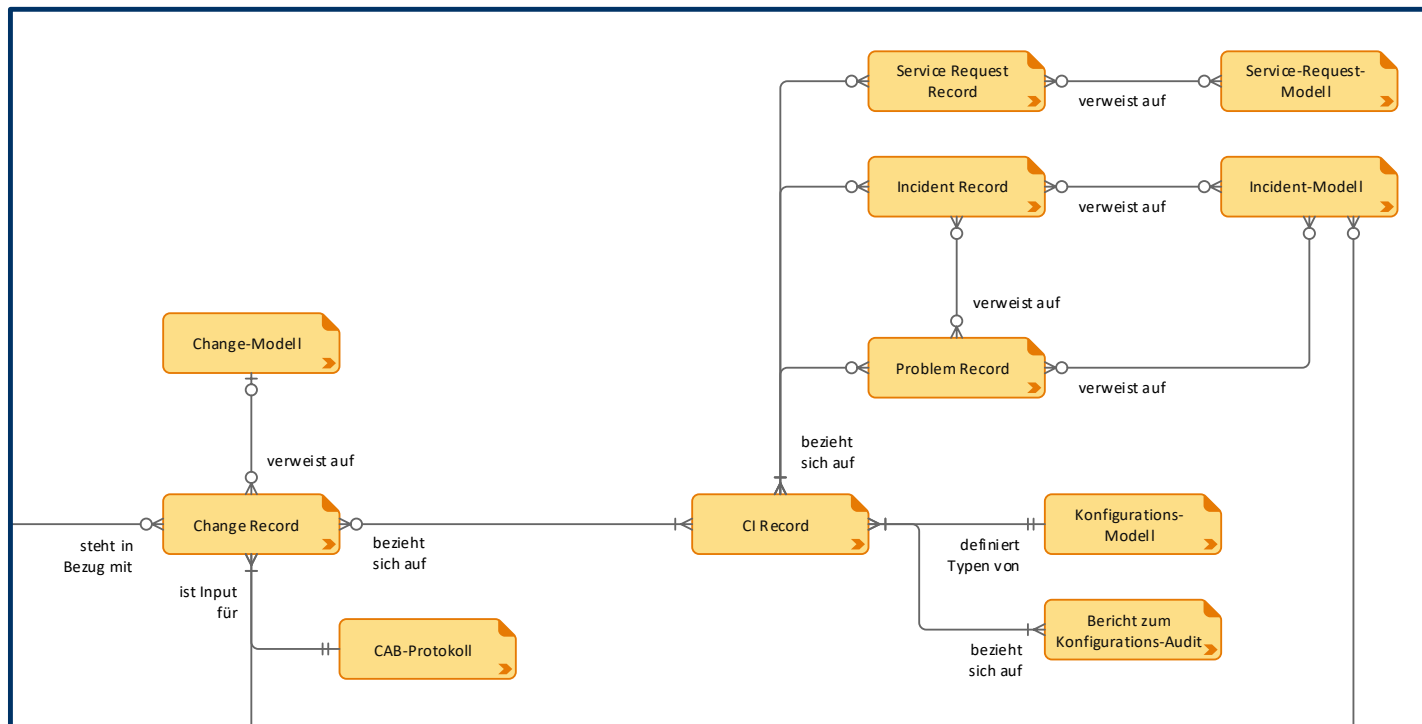 Service Request
Record
verweist auf
Service-Request-
Modell
Incident Record
verweist auf
Incident-Modell
verweist auf
Change-Modell
Problem Record
verweist auf
verweist auf
bezieht
sich auf
Change Record
steht in
Bezug mit
bezieht
sich auf
CI Record
definiert
Typen von
Konfigurations-
Modell
ist Input
für
CAB-Protokoll
bezieht
sich auf
Bericht zum
Konfigurations-Audit